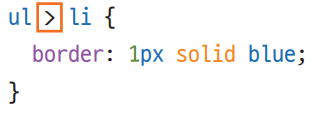 ul > li {
border: 1px solid blue;
}